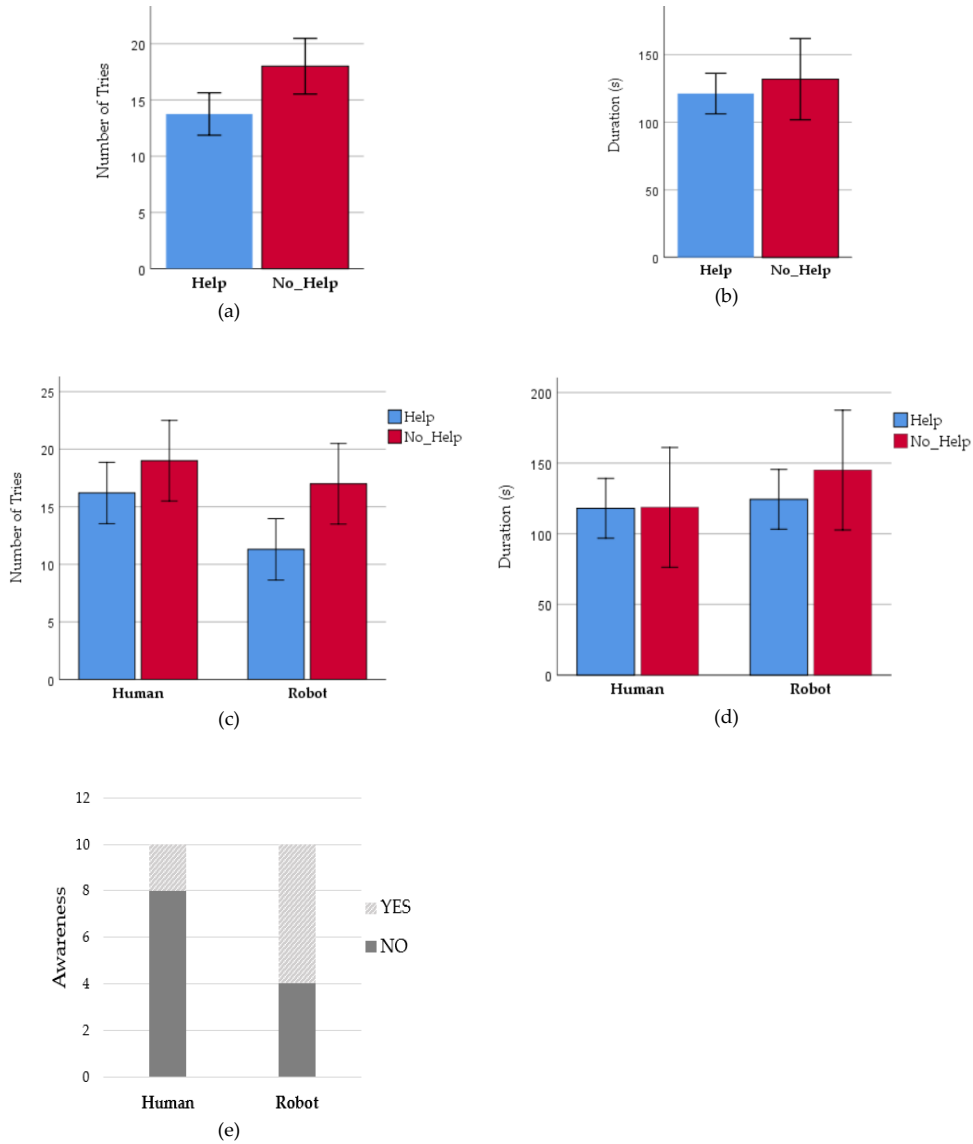 Number of Tries
20
15
10
5
0
Help No_Help
(a)
Duration (s)
150
100
50
0
Help No_Help
(b)
Number of Tries
25
20
15
10
5
0
Human Robot
Help
No_Help
(c)
Duration (s)
200
150
100
50
0
Human Robot
Help
No_Help
(d)
Awareness
12
10
8
6
4
2
0
Human Robot
YES
NO
(e)